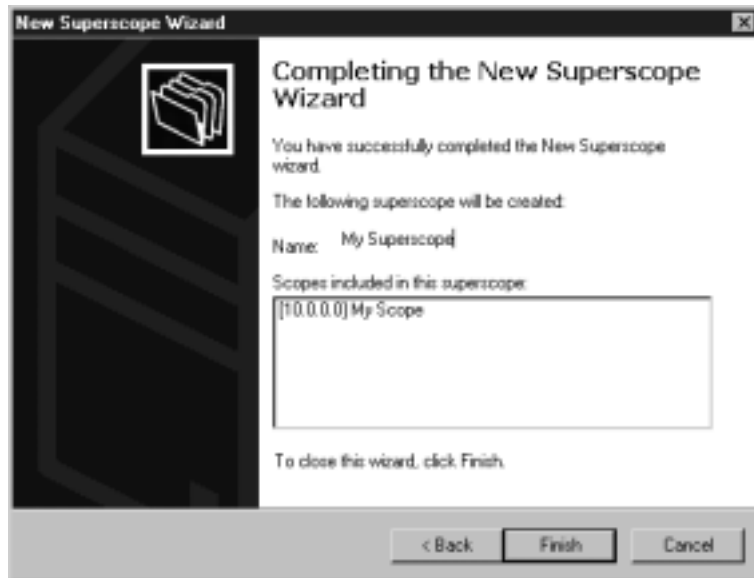 New Superscope Wizard
Completing the New Superscope
Wizard
You have successfully completed the New Superscope
wizard.
The following superscope will be created:
Name: My Superscope
Scopes included in this superscope:
[10.0.0.0] My Scope
To close this wizard, click Finish.
< Back Finish Cancel